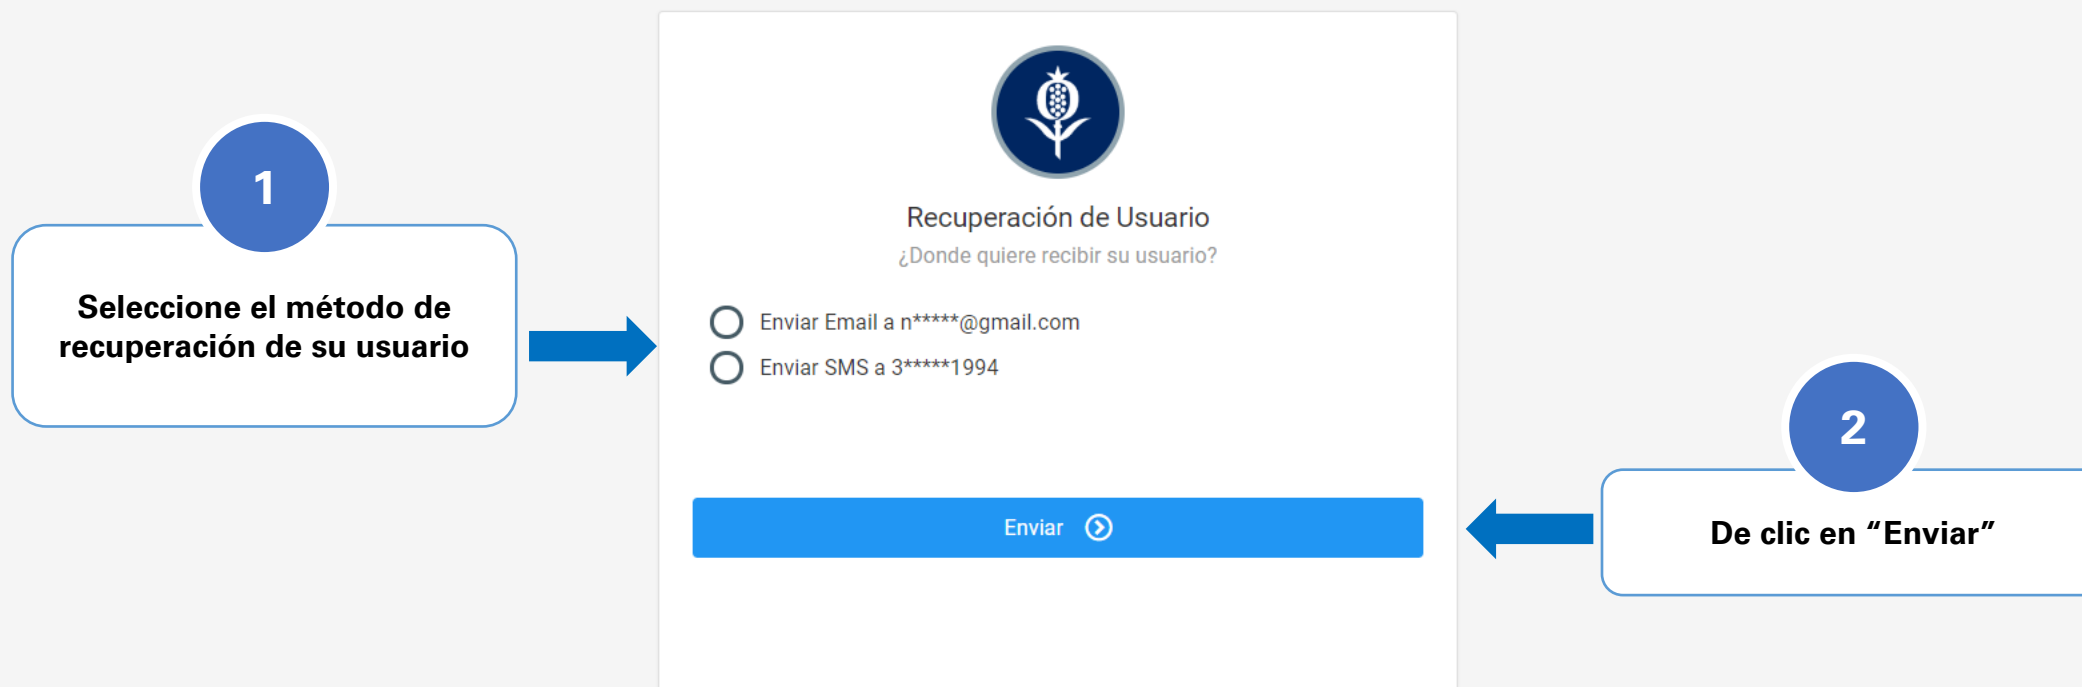 1
Seleccione el método de
recuperación de su usuario
Recuperación de Usuario
¿Donde quiere recibir su usuario?
Enviar Email a n*****@gmail.com
Enviar SMS a 3*****1994
Enviar
2
De clic en “Enviar”